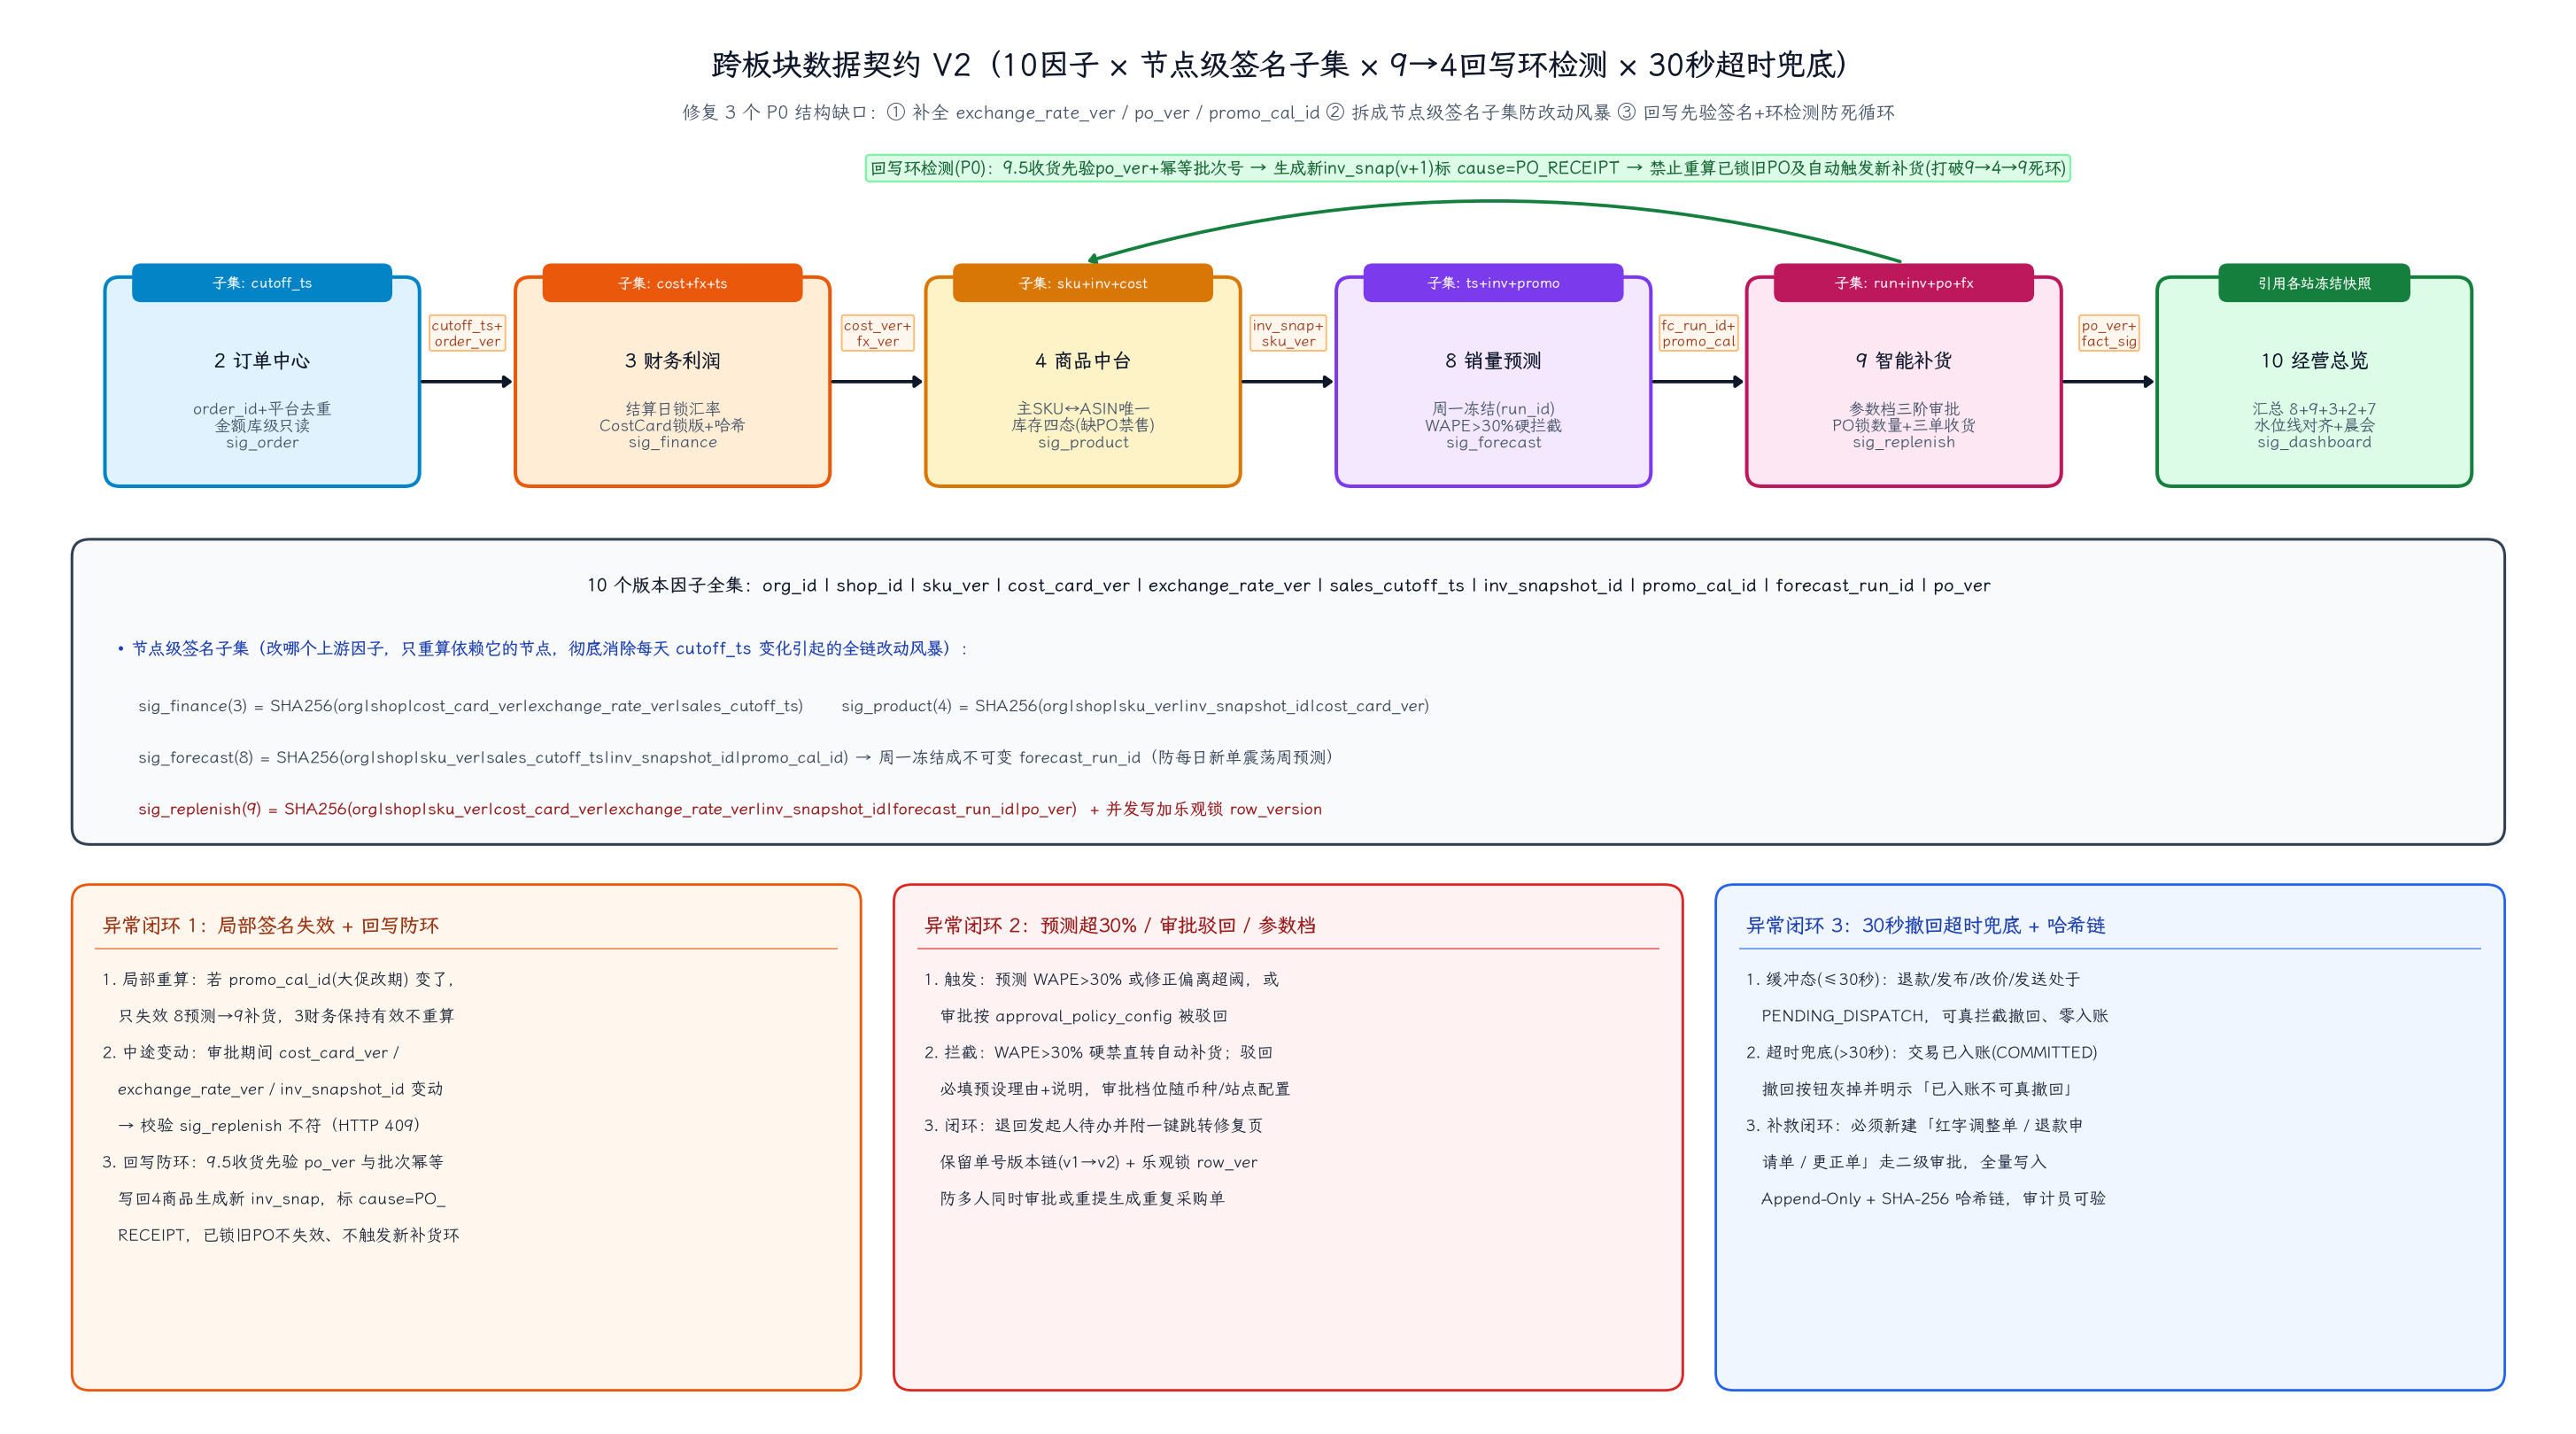 跨板块数据契约 V2（10因子 × 节点级签名子集 × 9→4回写环检测 × 30秒超时兜底）
修复 3 个 P0 结构缺口：① 补全 exchange_rate_ver / po_ver / promo_cal_id ② 拆成节点级签名子集防改动风暴 ③ 回写先验签名+环检测防死循环
回写环检测(P0)：9.5收货先验po_ver+幂等批次号 → 生成新inv_snap(v+1)标 cause=PO_RECEIPT → 禁止重算已锁旧PO及自动触发新补货(打破9→4→9死环)
子集: cutoff_ts
2 订单中心
order_id+平台去重
金额库级只读
sig_order
cutoff_ts+
order_ver
子集: cost+fx+ts
3 财务利润
结算日锁汇率
CostCard锁版+哈希
sig_finance
cost_ver+
fx_ver
子集: sku+inv+cost
4 商品中台
主SKU↔ASIN唯一
库存四态(缺PO禁售)
sig_product
inv_snap+
sku_ver
子集: ts+inv+promo
8 销量预测
周一冻结(run_id)
WAPE>30%硬拦截
sig_forecast
fc_run_id+
promo_cal
子集: run+inv+po+fx
9 智能补货
参数档三阶审批
PO锁数量+三单收货
sig_replenish
po_ver+
fact_sig
引用各站冻结快照
10 经营总览
汇总 8+9+3+2+7
水位线对齐+晨会
sig_dashboard
10 个版本因子全集：org_id | shop_id | sku_ver | cost_card_ver | exchange_rate_ver | sales_cutoff_ts | inv_snapshot_id | promo_cal_id | forecast_run_id | po_ver
• 节点级签名子集（改哪个上游因子，只重算依赖它的节点，彻底消除每天 cutoff_ts 变化引起的全链改动风暴）：
sig_finance(3) = SHA256(org|shop|cost_card_ver|exchange_rate_ver|sales_cutoff_ts) sig_product(4) = SHA256(org|shop|sku_ver|inv_snapshot_id|cost_card_ver)
sig_forecast(8) = SHA256(org|shop|sku_ver|sales_cutoff_ts|inv_snapshot_id|promo_cal_id) → 周一冻结成不可变 forecast_run_id（防每日新单震荡周预测）
sig_replenish(9) = SHA256(org|shop|sku_ver|cost_card_ver|exchange_rate_ver|inv_snapshot_id|forecast_run_id|po_ver) + 并发写加乐观锁 row_version
异常闭环 1：局部签名失效 + 回写防环
1. 局部重算：若 promo_cal_id(大促改期) 变了，
只失效 8预测→9补货，3财务保持有效不重算
2. 中途变动：审批期间 cost_card_ver /
exchange_rate_ver / inv_snapshot_id 变动
→ 校验 sig_replenish 不符（HTTP 409）
3. 回写防环：9.5收货先验 po_ver 与批次幂等
写回4商品生成新 inv_snap，标 cause=PO_
RECEIPT，已锁旧PO不失效、不触发新补货环
异常闭环 2：预测超30% / 审批驳回 / 参数档
1. 触发：预测 WAPE>30% 或修正偏离超阈，或
审批按 approval_policy_config 被驳回
2. 拦截：WAPE>30% 硬禁直转自动补货；驳回
必填预设理由+说明，审批档位随币种/站点配置
3. 闭环：退回发起人待办并附一键跳转修复页
保留单号版本链(v1→v2) + 乐观锁 row_ver
防多人同时审批或重提生成重复采购单
异常闭环 3：30秒撤回超时兜底 + 哈希链
1. 缓冲态(≤30秒)：退款/发布/改价/发送处于
PENDING_DISPATCH，可真拦截撤回、零入账
2. 超时兜底(>30秒)：交易已入账(COMMITTED)
撤回按钮灰掉并明示「已入账不可真撤回」
3. 补救闭环：必须新建「红字调整单 / 退款申
请单 / 更正单」走二级审批，全量写入
Append-Only + SHA-256 哈希链，审计员可验